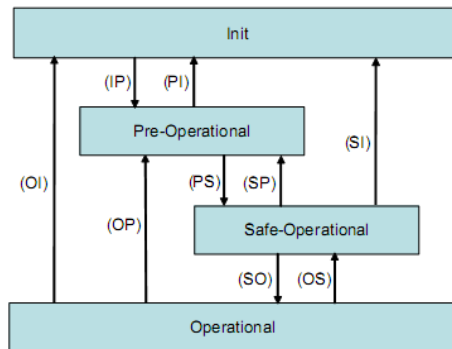 Init
(IP)
(PI)
Pre-Operational
(SI)
(OI)
(PS)
(SP)
(OP)
Safe-Operational
(SO)
(OS)
Operational